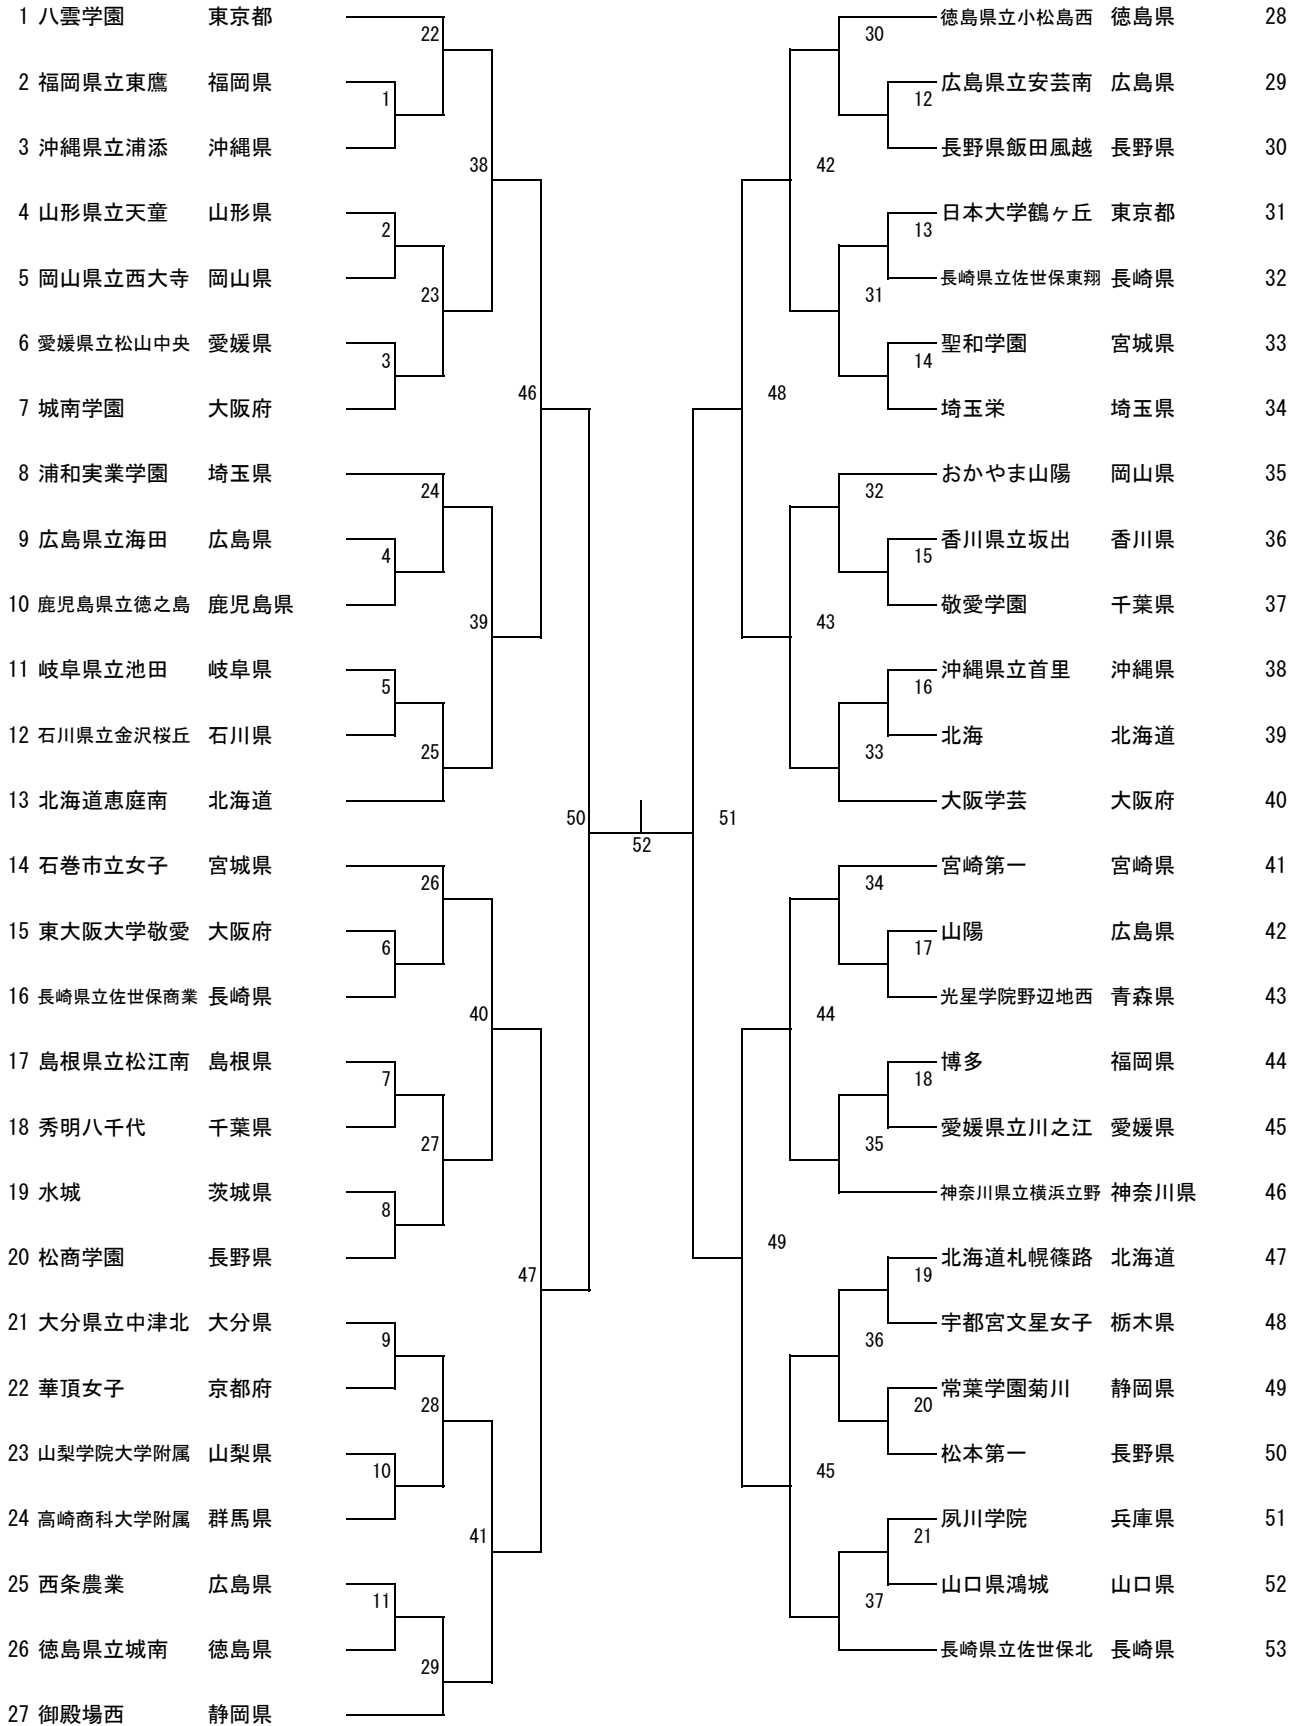 1 八雲学園 東京都
22
2 福岡県立東鷹 福岡県
1
3 沖縄県立浦添 沖縄県
38
4 山形県立天童 山形県
2
5 岡山県立西大寺 岡山県
23
6 愛媛県立松山中央 愛媛県
3
46
7 城南学園 大阪府
8 浦和実業学園 埼玉県
24
9 広島県立海田 広島県
4
10 鹿児島県立徳之島 鹿児島県
39
11 岐阜県立池田 岐阜県
5
12 石川県立金沢桜丘 石川県
25
13 北海道恵庭南 北海道
50
52
14 石巻市立女子 宮城県
26
15 東大阪大学敬愛 大阪府
6
16 長崎県立佐世保商業 長崎県
40
17 島根県立松江南 島根県
7
18 秀明八千代 千葉県
27
19 水城 茨城県
8
20 松商学園 長野県
47
21 大分県立中津北 大分県
9
22 華頂女子 京都府
28
23 山梨学院大学附属 山梨県
10
24 高崎商科大学附属 群馬県
41
25 西条農業 広島県
11
26 徳島県立城南 徳島県
29
27 御殿場西 静岡県
徳島県立小松島西 徳島県 28
30
広島県立安芸南 広島県 29
12
長野県飯田風越 長野県 30
42
日本大学鶴ヶ丘 東京都 31
13
長崎県立佐世保東翔 長崎県 32
31
聖和学園 宮城県 33
14
48
埼玉栄 埼玉県 34
おかやま山陽 岡山県 35
32
香川県立坂出 香川県 36
15
敬愛学園 千葉県 37
43
沖縄県立首里 沖縄県 38
16
北海 北海道 39
33
大阪学芸 大阪府 40
51
宮崎第一 宮崎県 41
34
山陽 広島県 42
17
光星学院野辺地西 青森県 43
44
博多 福岡県 44
18
愛媛県立川之江 愛媛県 45
35
神奈川県立横浜立野 神奈川県 46
49
北海道札幌篠路 北海道 47
19
宇都宮文星女子 栃木県 48
36
常葉学園菊川 静岡県 49
20
松本第一 長野県 50
45
夙川学院 兵庫県 51
21
山口県鴻城 山口県 52
37
長崎県立佐世保北 長崎県 53